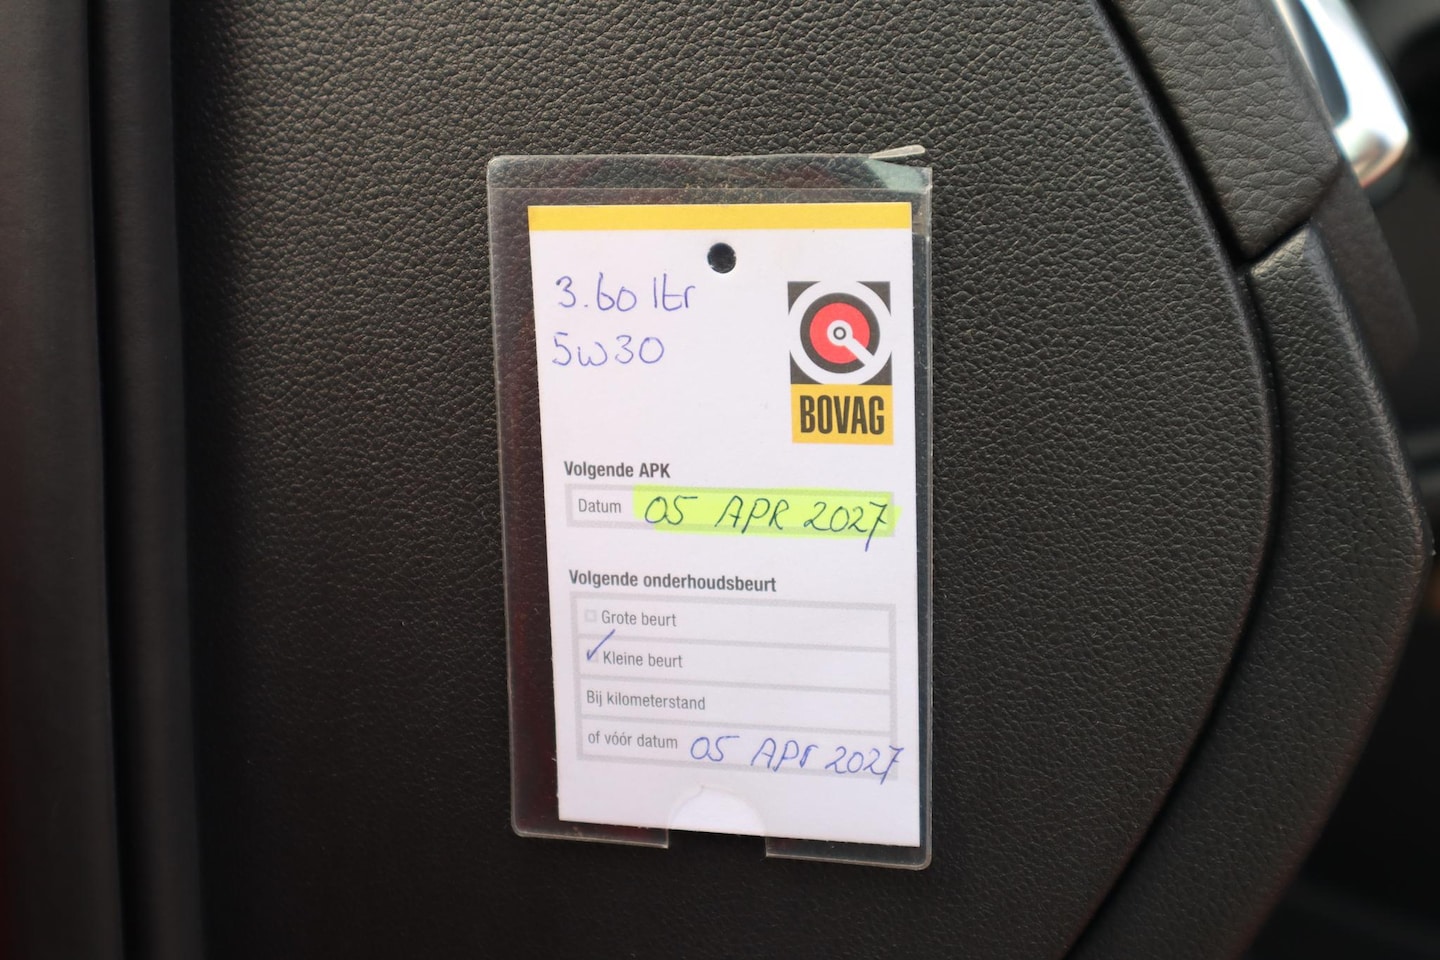 3.60 ltr
5w30
BOVAG
Volgende APK
Datum 05 APR 2027
Volgende onderhoudsbeurt
Grote beurt
✓ Kleine beurt
Bij kilometerstand
of vóór datum 05 APr 2027